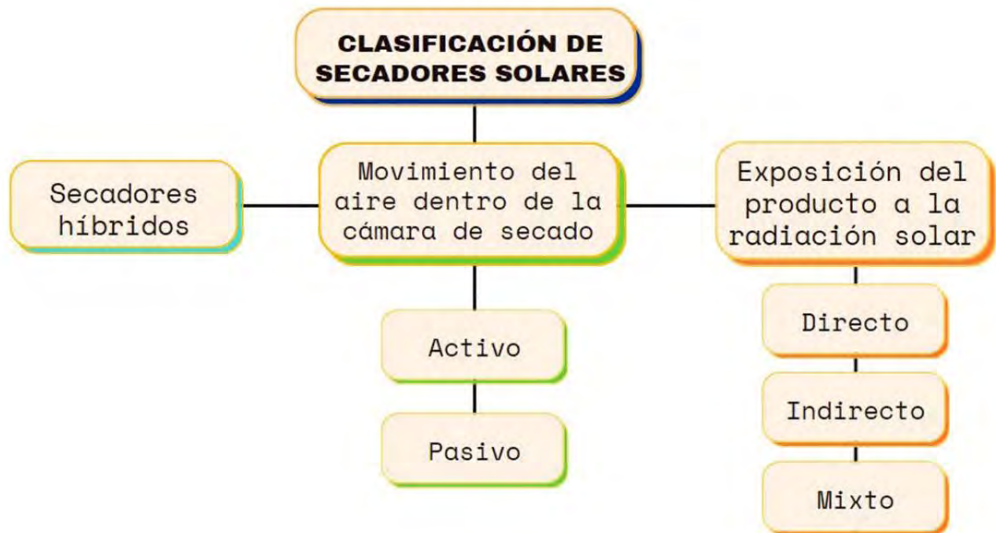 CLASIFICACIÓN DE
SECADORES SOLARES
Secadores
híbridos
Movimiento del
aire dentro de la
cámara de secado
Exposición del
producto a la
radiación solar
Activo
Pasivo
Directo
Indirecto
Mixto